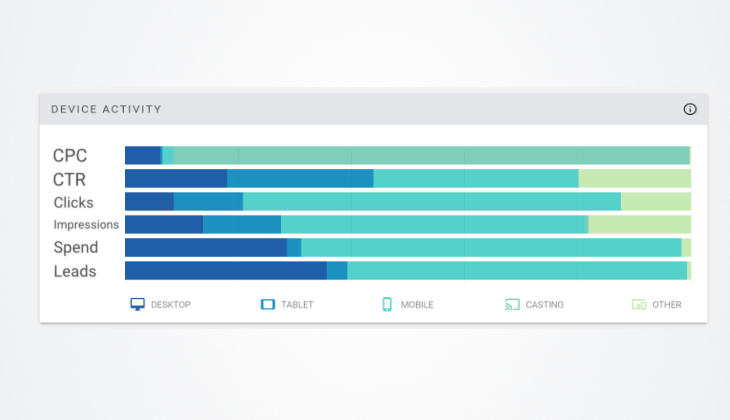 DEVICE ACTIVITY
CPC
CTR
Clicks
Impressions
Spend
Leads
DESKTOP TABLET MOBILE CASTING OTHER